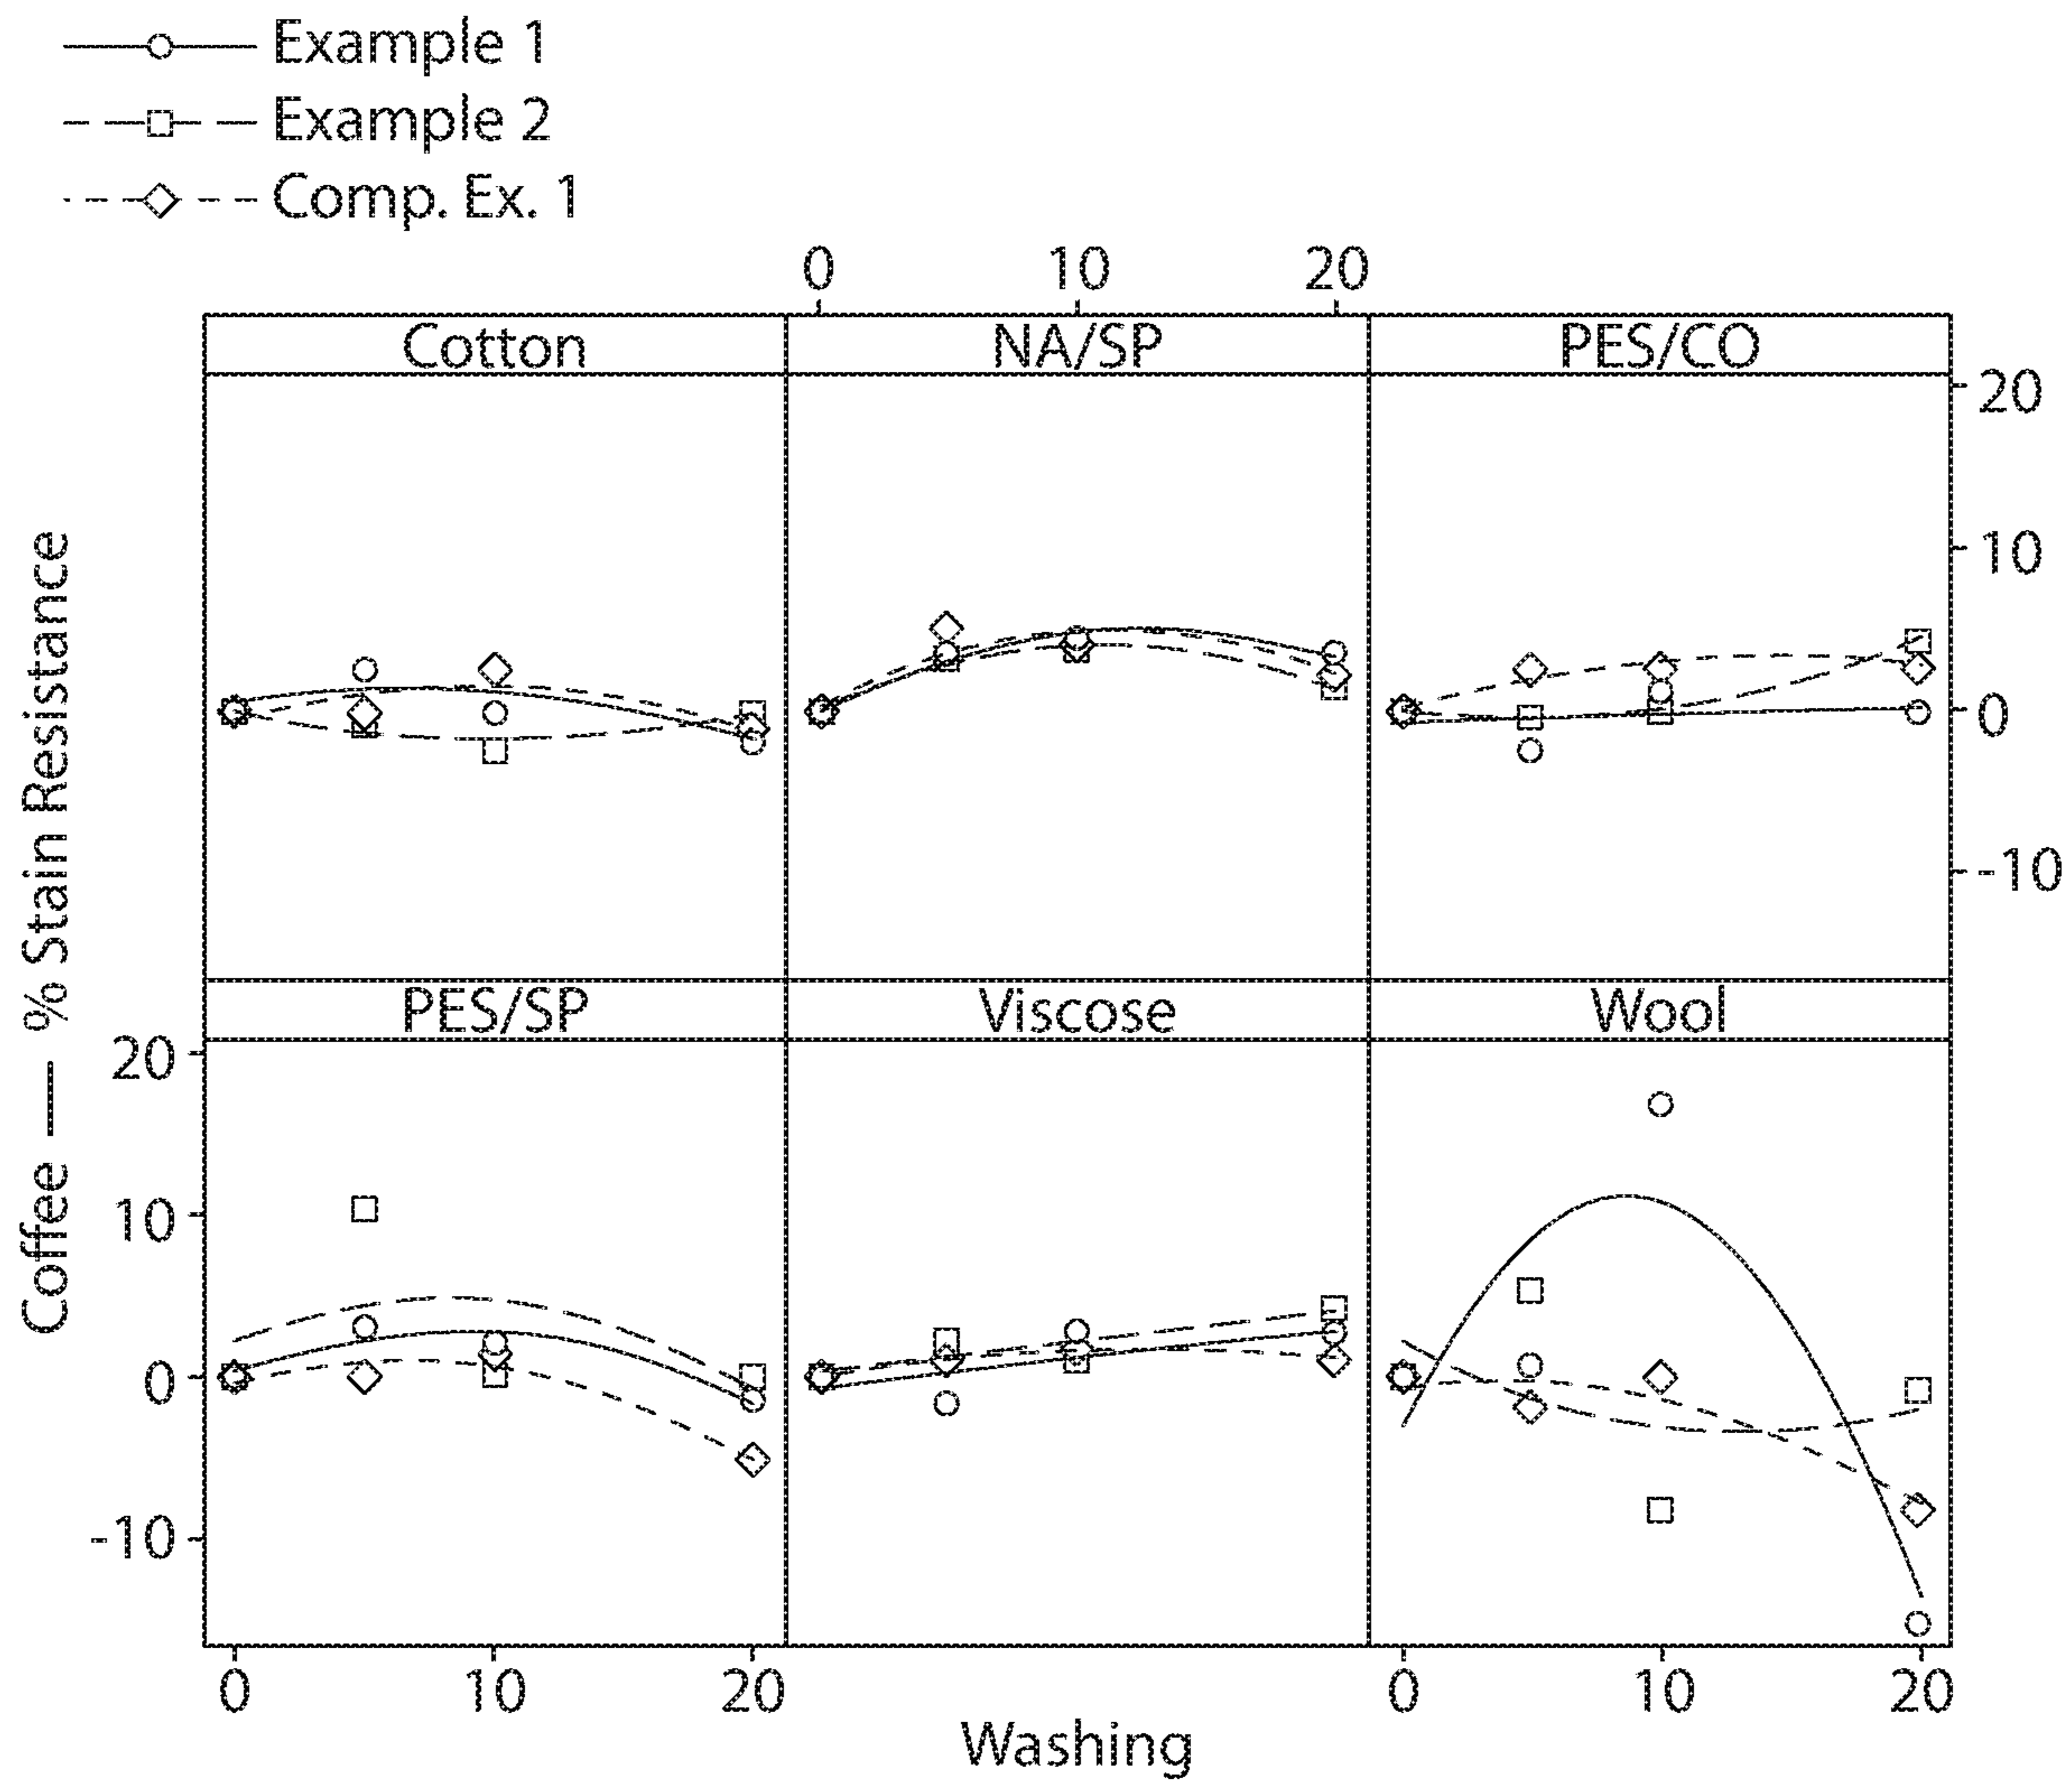 Example 1
Example 2
Comp. Ex. 1
0 10 20
Cotton NA/SP PES/CO
20
10
0
-10
Coffee — % Stain Resistance
PES/SP Viscose Wool
20
10
0
-10
0 10 20 0 10 20
Washing